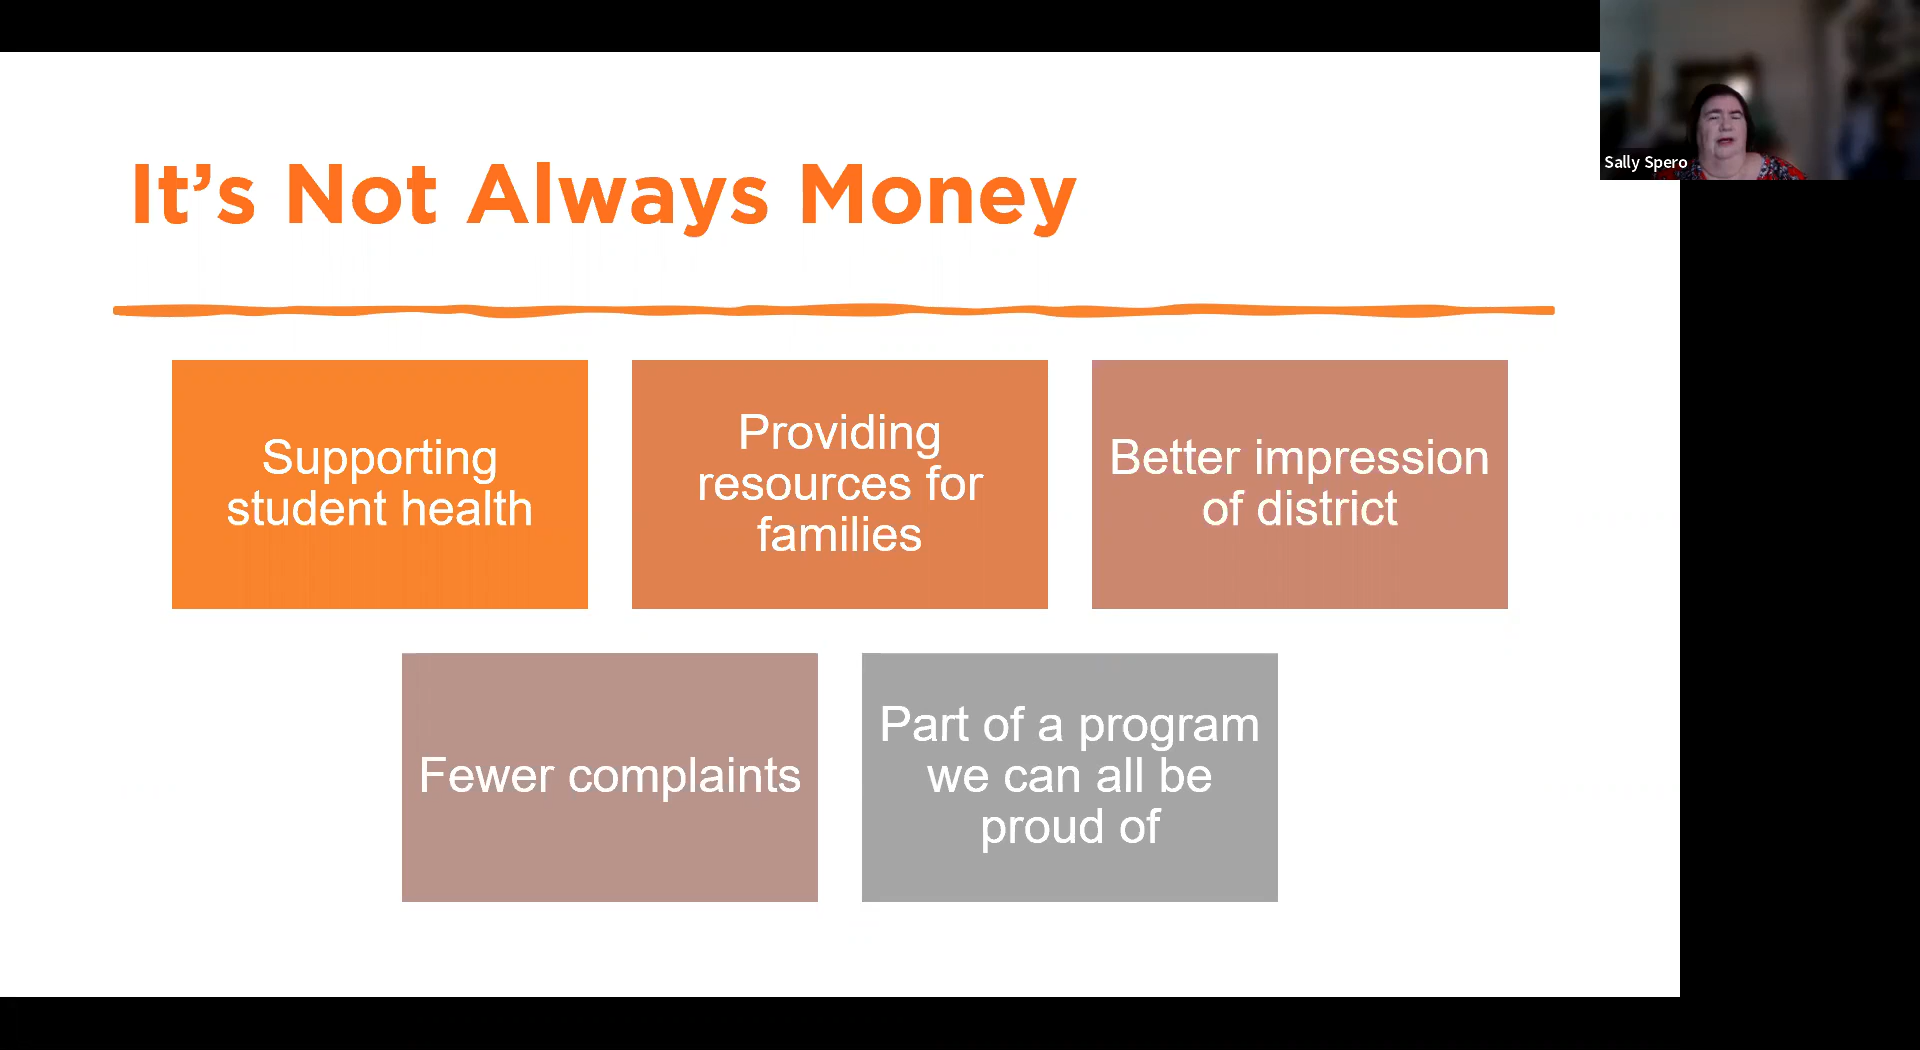 It’s Not Always Money
Sally Spero
Supporting
student health
Providing
resources for
families
Better impression
of district
Fewer complaints
Part of a program
we can all be
proud of